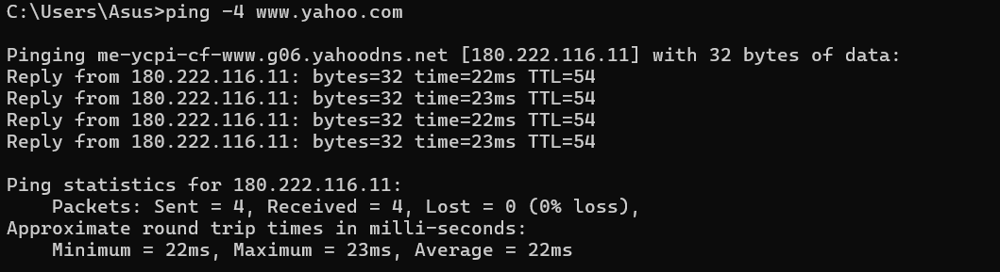 C:\Users\Asus>ping -4 www.yahoo.com
Pinging me-ycpi-cf-www.g06.yahoodns.net [180.222.116.11] with 32 bytes of data:
Reply from 180.222.116.11: bytes=32 time=22ms TTL=54
Reply from 180.222.116.11: bytes=32 time=23ms TTL=54
Reply from 180.222.116.11: bytes=32 time=22ms TTL=54
Reply from 180.222.116.11: bytes=32 time=23ms TTL=54
Ping statistics for 180.222.116.11:
    Packets: Sent = 4, Received = 4, Lost = 0 (0% loss),
Approximate round trip times in milli-seconds:
    Minimum = 22ms, Maximum = 23ms, Average = 22ms